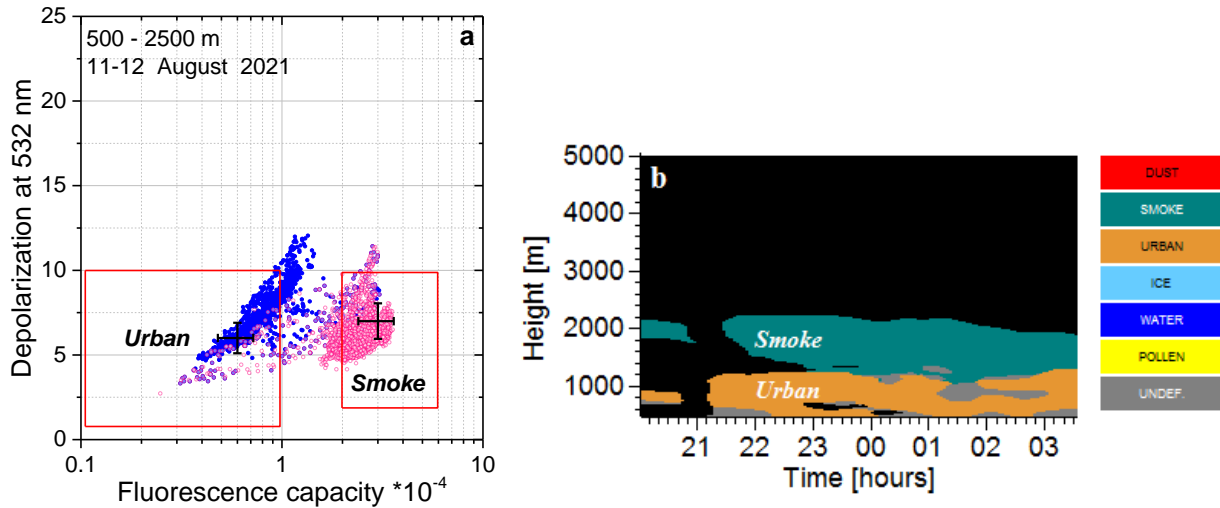 500 - 2500 m
11-12 August 2021
a
25
20
15
10
5
0
Depolarization at 532 nm
Urban
Smoke
0.1 1 10
Fluorescence capacity *10⁻⁴
b
5000
4000
3000
2000
1000
Height [m]
Smoke
Urban
21 22 23 00 01 02 03
Time [hours]
DUST
SMOKE
URBAN
ICE
WATER
POLLEN
UNDEF.